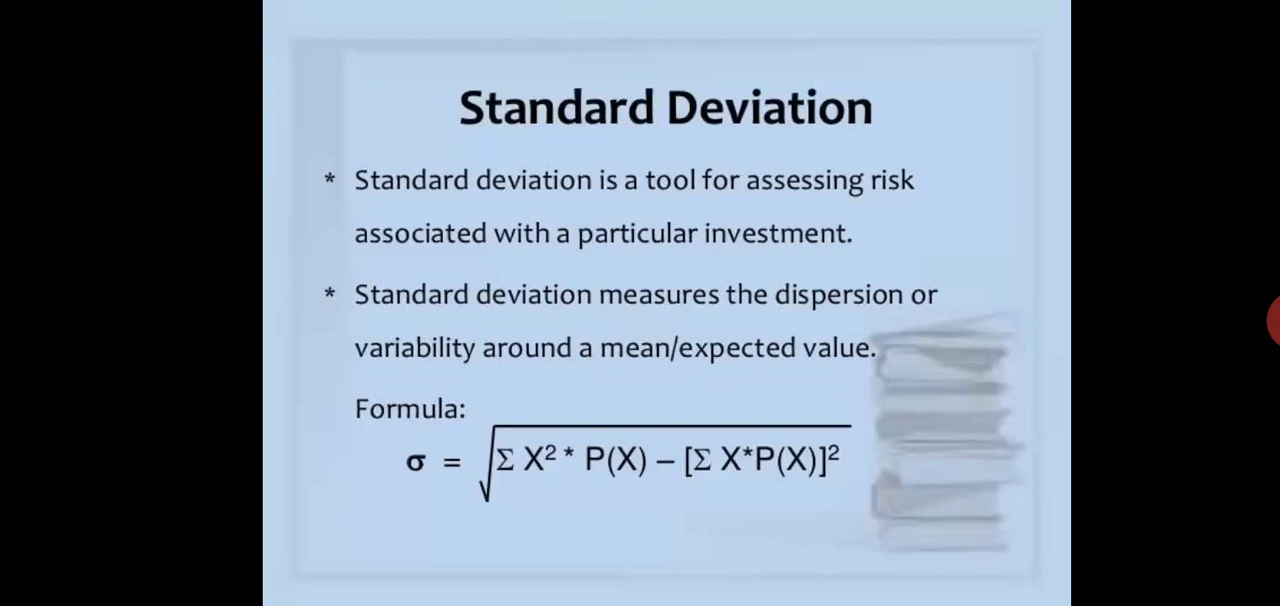 Standard Deviation
* Standard deviation is a tool for assessing risk
associated with a particular investment.
* Standard deviation measures the dispersion or
variability around a mean/expected value.
Formula:
σ = √Σ X² * P(X) – [Σ X*P(X)]²